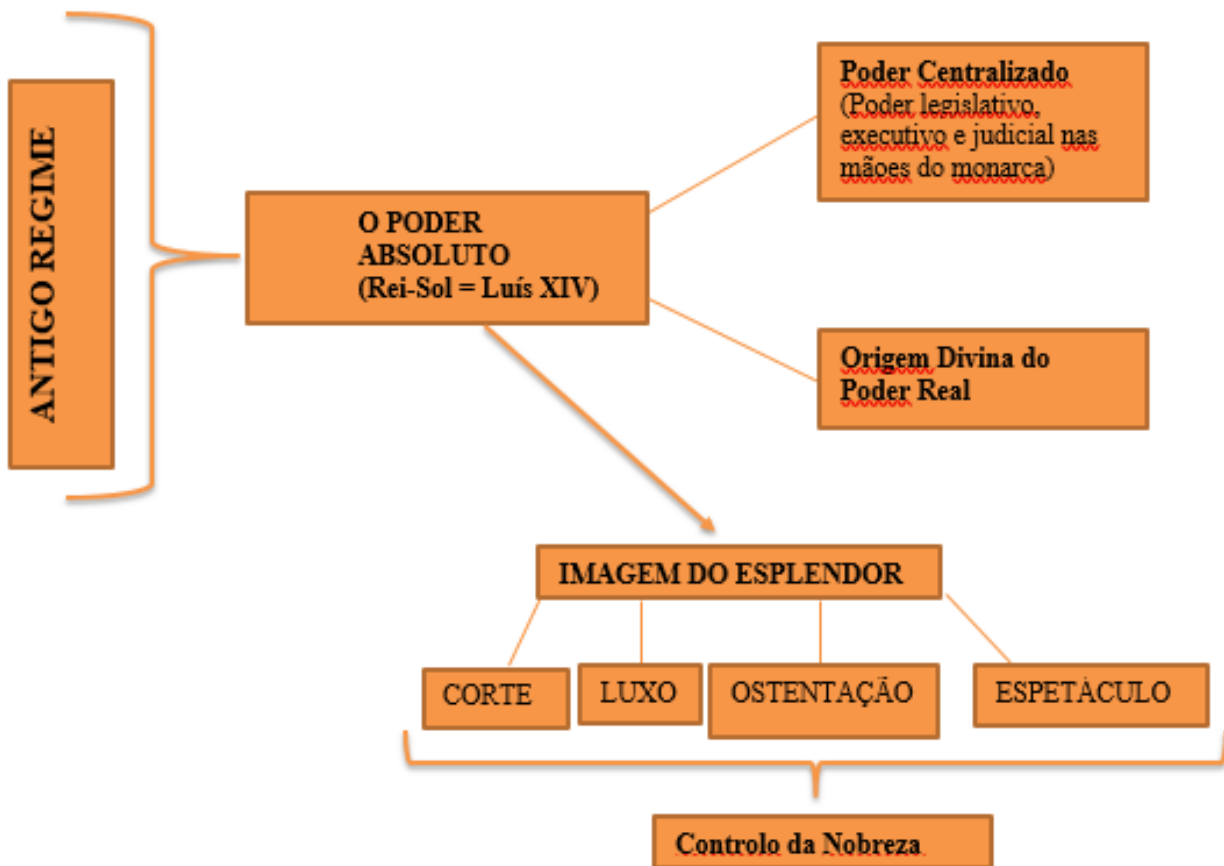 ANTIGO REGIME
O PODER
ABSOLUTO
(Rei-Sol = Luís XIV)
Poder Centralizado
(Poder legislativo,
executivo e judicial nas
mãoes do monarca)
Origem Divina do
Poder Real
IMAGEM DO ESPLENDOR
CORTE
LUXO
OSTENTAÇÃO
ESPETÁCULO
Controlo da Nobreza